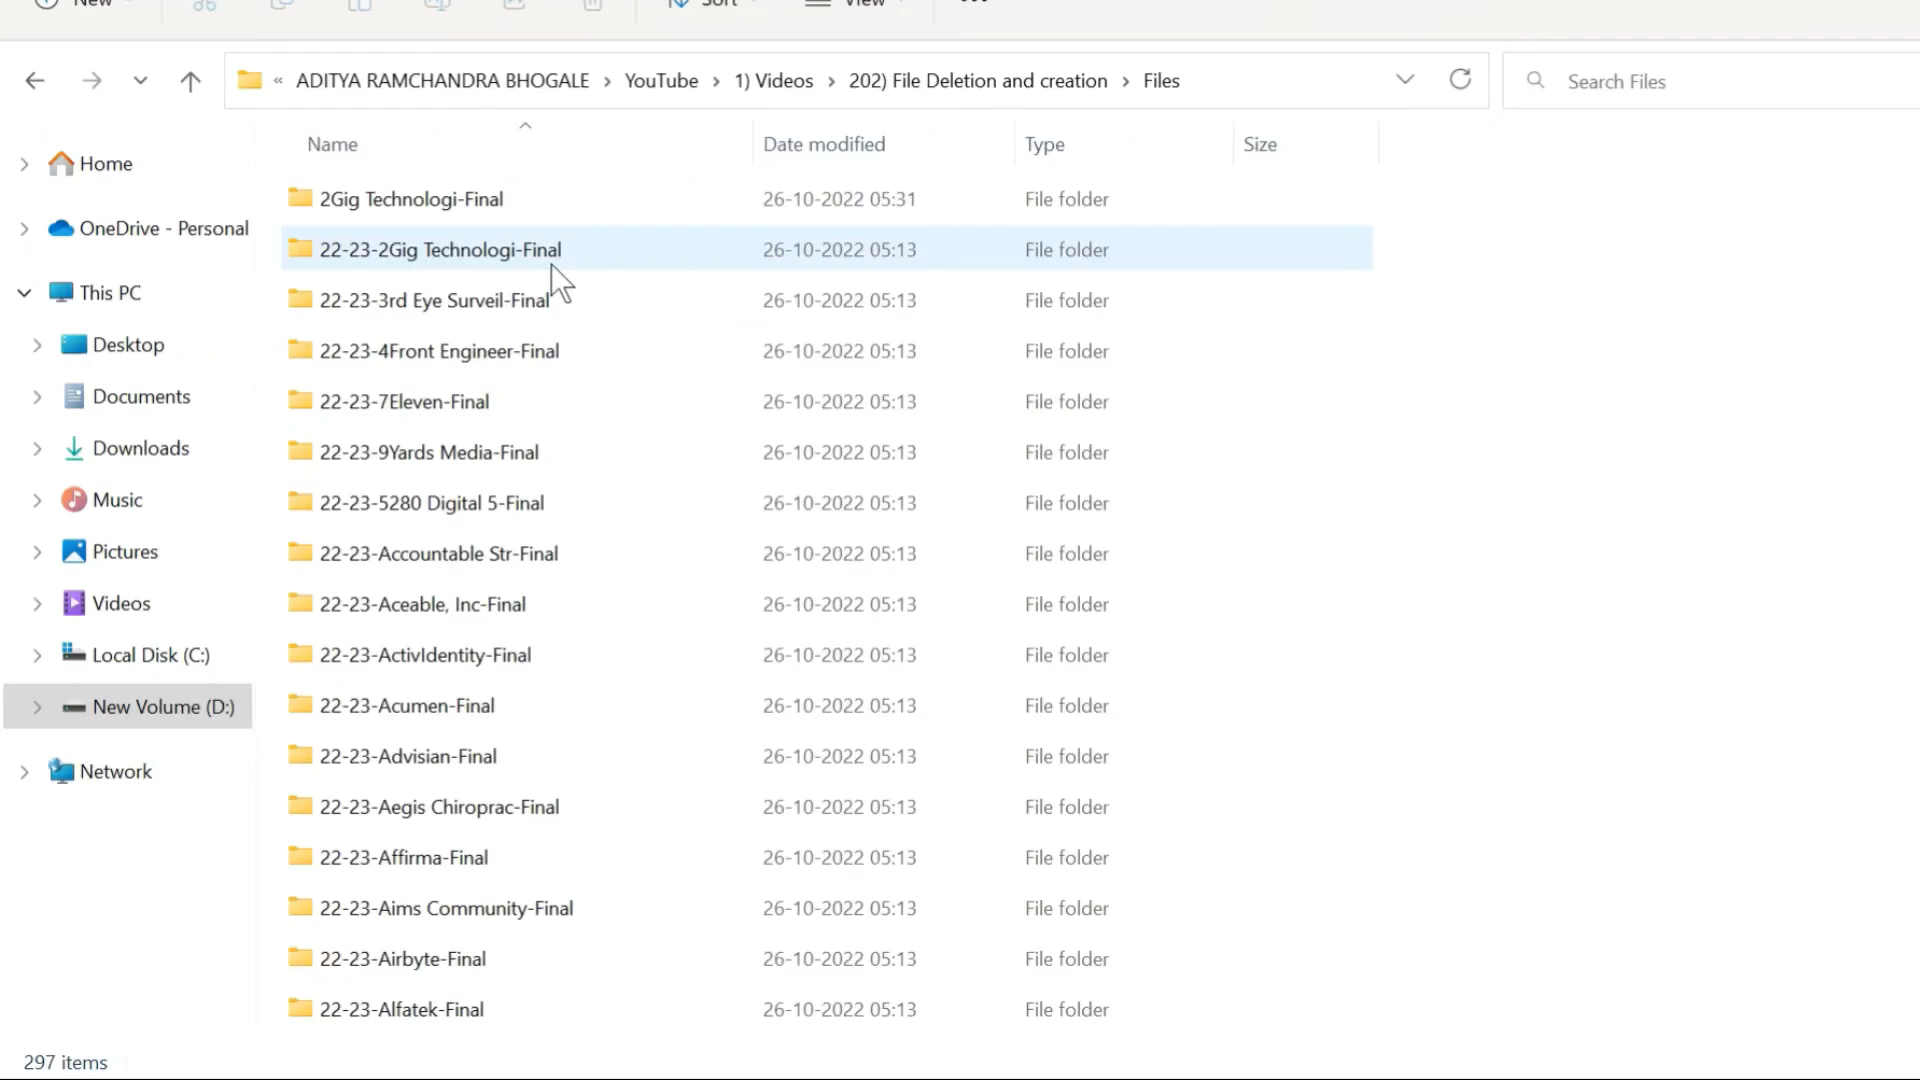 New Sort View
« ADITYA RAMCHANDRA BHOGALE > YouTube > 1) Videos > 202) File Deletion and creation > Files Search Files
Name Date modified Type Size
Home
OneDrive - Personal
This PC
Desktop
Documents
Downloads
Music
Pictures
Videos
Local Disk (C:)
New Volume (D:)
Network
2Gig Technologi-Final 26-10-2022 05:31 File folder
22-23-2Gig Technologi-Final 26-10-2022 05:13 File folder
22-23-3rd Eye Surveil-Final 26-10-2022 05:13 File folder
22-23-4Front Engineer-Final 26-10-2022 05:13 File folder
22-23-7Eleven-Final 26-10-2022 05:13 File folder
22-23-9Yards Media-Final 26-10-2022 05:13 File folder
22-23-5280 Digital 5-Final 26-10-2022 05:13 File folder
22-23-Accountable Str-Final 26-10-2022 05:13 File folder
22-23-Aceable, Inc-Final 26-10-2022 05:13 File folder
22-23-ActivIdentity-Final 26-10-2022 05:13 File folder
22-23-Acumen-Final 26-10-2022 05:13 File folder
22-23-Advisian-Final 26-10-2022 05:13 File folder
22-23-Aegis Chiroprac-Final 26-10-2022 05:13 File folder
22-23-Affirma-Final 26-10-2022 05:13 File folder
22-23-Aims Community-Final 26-10-2022 05:13 File folder
22-23-Airbyte-Final 26-10-2022 05:13 File folder
22-23-Alfatek-Final 26-10-2022 05:13 File folder
297 items